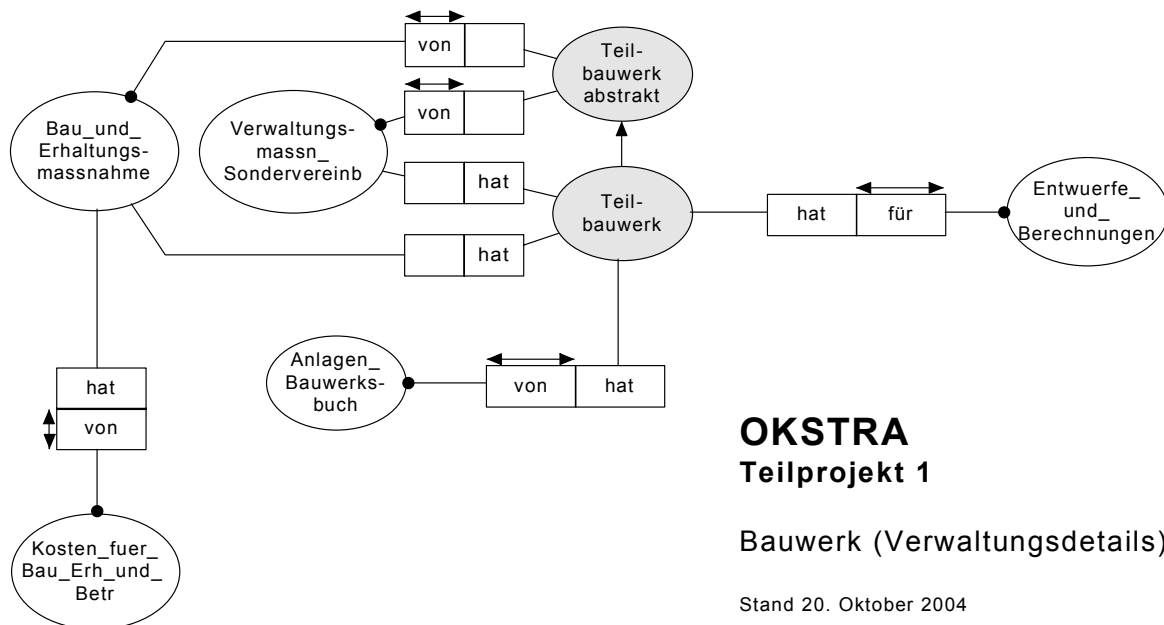 von
Teil-
bauwerk
abstrakt
von
Bau_und_
Erhaltungs-
massnahme
Verwaltungs-
massn_
Sondervereinb
hat
Teil-
bauwerk
hat
für
Entwuerfe_
und_
Berechnungen
hat
Anlagen_
Bauwerks-
buch
von
hat
hat
von
OKSTRA
Teilprojekt 1
Bauwerk (Verwaltungsdetails)
Kosten_fuer_
Bau_Erh_und_
Betr
Stand 20. Oktober 2004